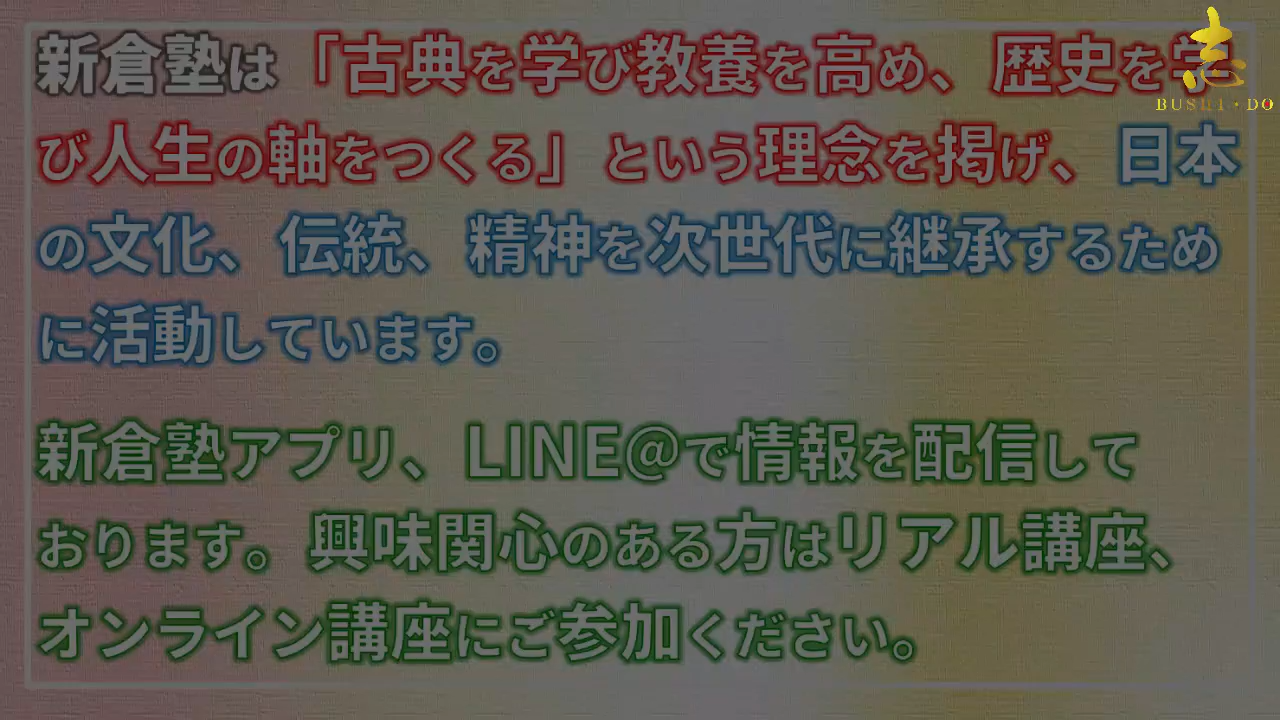 志
BUSHI・DO
新倉塾は「古典を学び教養を高め、歴史を学
び人生の軸をつくる」という理念を掲げ、日本
の文化、伝統、精神を次世代に継承するため
に活動しています。
新倉塾アプリ、LINE@で情報を配信して
おります。興味関心のある方はリアル講座、
オンライン講座にご参加ください。